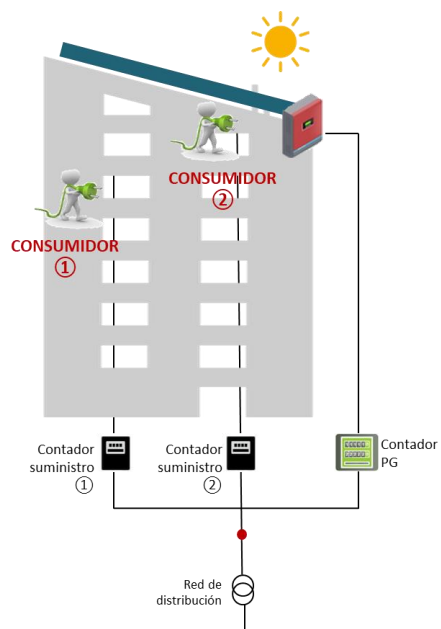 CONSUMIDOR
②
CONSUMIDOR
①
Contador
suministro
①
Contador
suministro
②
Contador
PG
Red de
distribución